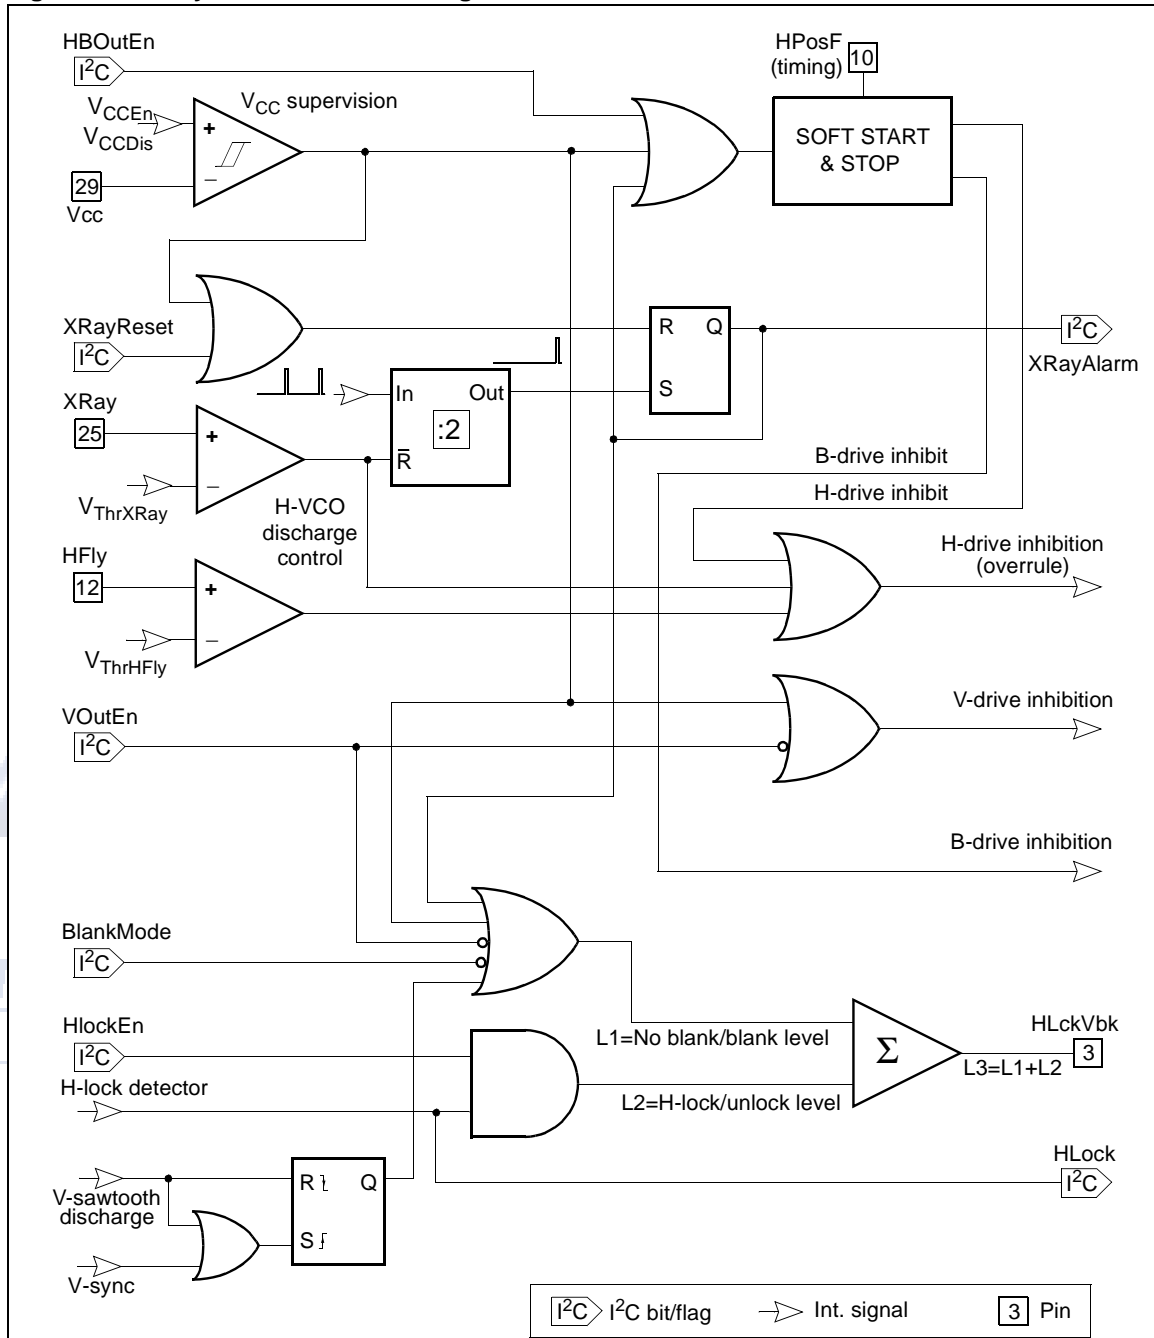 HBOutEn
I²C
VCCEn
VCCDis
VCC supervision
+
−
29
Vcc
HPosF
(timing)
10
SOFT START
& STOP
XRayReset
I²C
R Q
S
I²C
XRayAlarm
XRay
25
+
−
VThrXRay
In Out
:2
R̅
H-VCO
discharge
control
B-drive inhibit
H-drive inhibit
HFly
12
+
−
VThrHFly
H-drive inhibition
(overrule)
VOutEn
I²C
V-drive inhibition
B-drive inhibition
BlankMode
I²C
HlockEn
I²C
H-lock detector
L1=No blank/blank level
L2=H-lock/unlock level
Σ
L3=L1+L2
HLckVbk
3
HLock
I²C
V-sawtooth
discharge
V-sync
R Q
S
I²C I²C bit/flag Int. signal 3 Pin